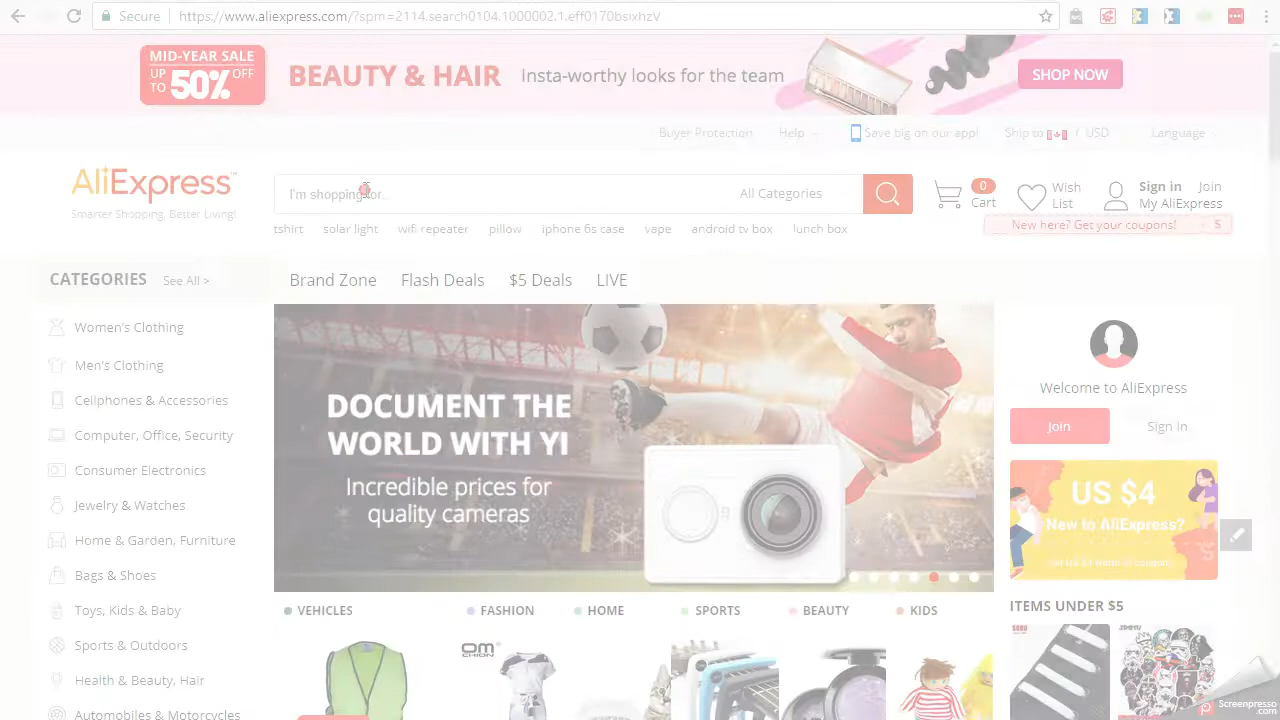 Secure
https://www.aliexpress.com/?spm=2114.search0104.1000002.1.eff0170bsixhzV
MID-YEAR SALE
UP TO 50% OFF
BEAUTY & HAIR
Insta-worthy looks for the team
SHOP NOW
Buyer Protection
Help
Save big on our app!
Ship to / USD
Language
AliExpress™
Smarter Shopping, Better Living!
I'm shopping for...
All Categories
0
Cart
Wish
List
Sign in Join
My AliExpress
New here? Get your coupons! $
tshirt
sew height
wifi repeater
pillow
iphone 6s case
vape
android tv box
lunch box
CATEGORIES
See All >
Brand Zone
Flash Deals
$5 Deals
LIVE
Women's Clothing
Men's Clothing
Cellphones & Accessories
Computer, Office, Security
Consumer Electronics
Jewelry & Watches
Home & Garden, Furniture
Bags & Shoes
Toys, Kids & Baby
Sports & Outdoors
Health & Beauty, Hair
Automobiles &
DOCUMENT THE
WORLD WITH YI
Incredible prices for
quality cameras
Welcome to AliExpress
Join
Sign In
US $4
New to AliExpress?
VEHICLES
FASHION
HOME
SPORTS
BEAUTY
KIDS
ITEMS UNDER $5
OM
Screenpresso
.com